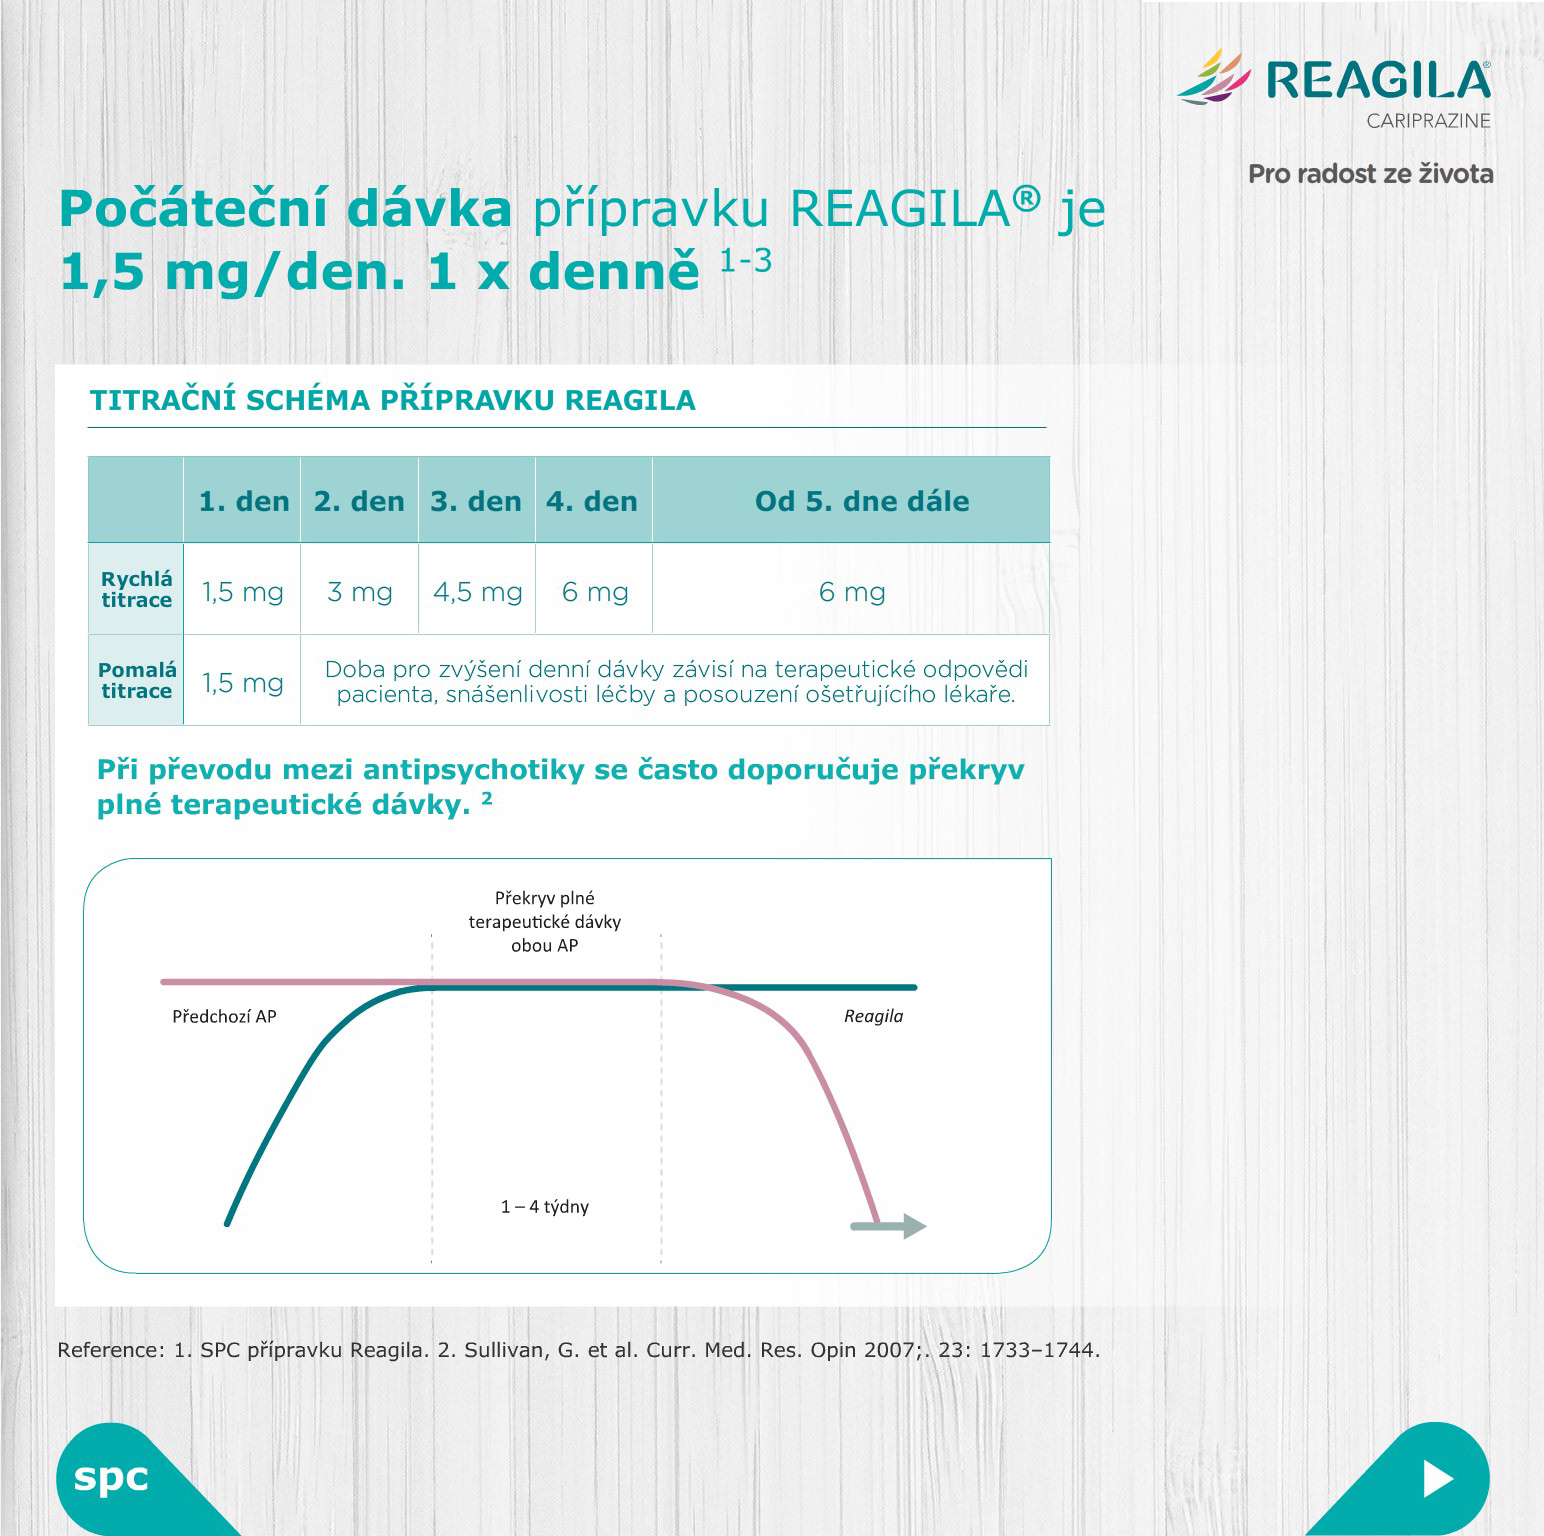 REAGILA®
CARIPRAZINE
Pro radost ze života
Počáteční dávka přípravku REAGILA® je
1,5 mg/den. 1 x denně 1-3
TITRAČNÍ SCHÉMA PŘÍPRAVKU REAGILA
1. den 2. den 3. den 4. den Od 5. dne dále
Rychlá
titrace
1,5 mg 3 mg 4,5 mg 6 mg 6 mg
Pomalá
titrace
1,5 mg
Doba pro zvýšení denní dávky závisí na terapeutické odpovědi
pacienta, snášenlivosti léčby a posouzení ošetřujícího lékaře.
Při převodu mezi antipsychotiky se často doporučuje překryv
plné terapeutické dávky. 2
Překryv plné
terapeutické dávky
obou AP
Předchozí AP
Reagila
1 – 4 týdny
Reference: 1. SPC přípravku Reagila. 2. Sullivan, G. et al. Curr. Med. Res. Opin 2007;. 23: 1733–1744.
spc